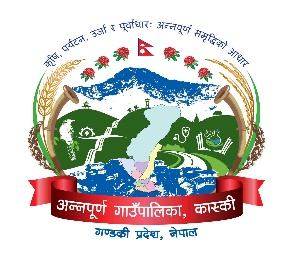 कृषि, पर्यटन, उर्जा र पूर्वाधारः अन्नपूर्ण समृद्धिको आधार
अन्नपूर्ण गाउँपालिका, कास्की
गण्डकी प्रदेश, नेपाल